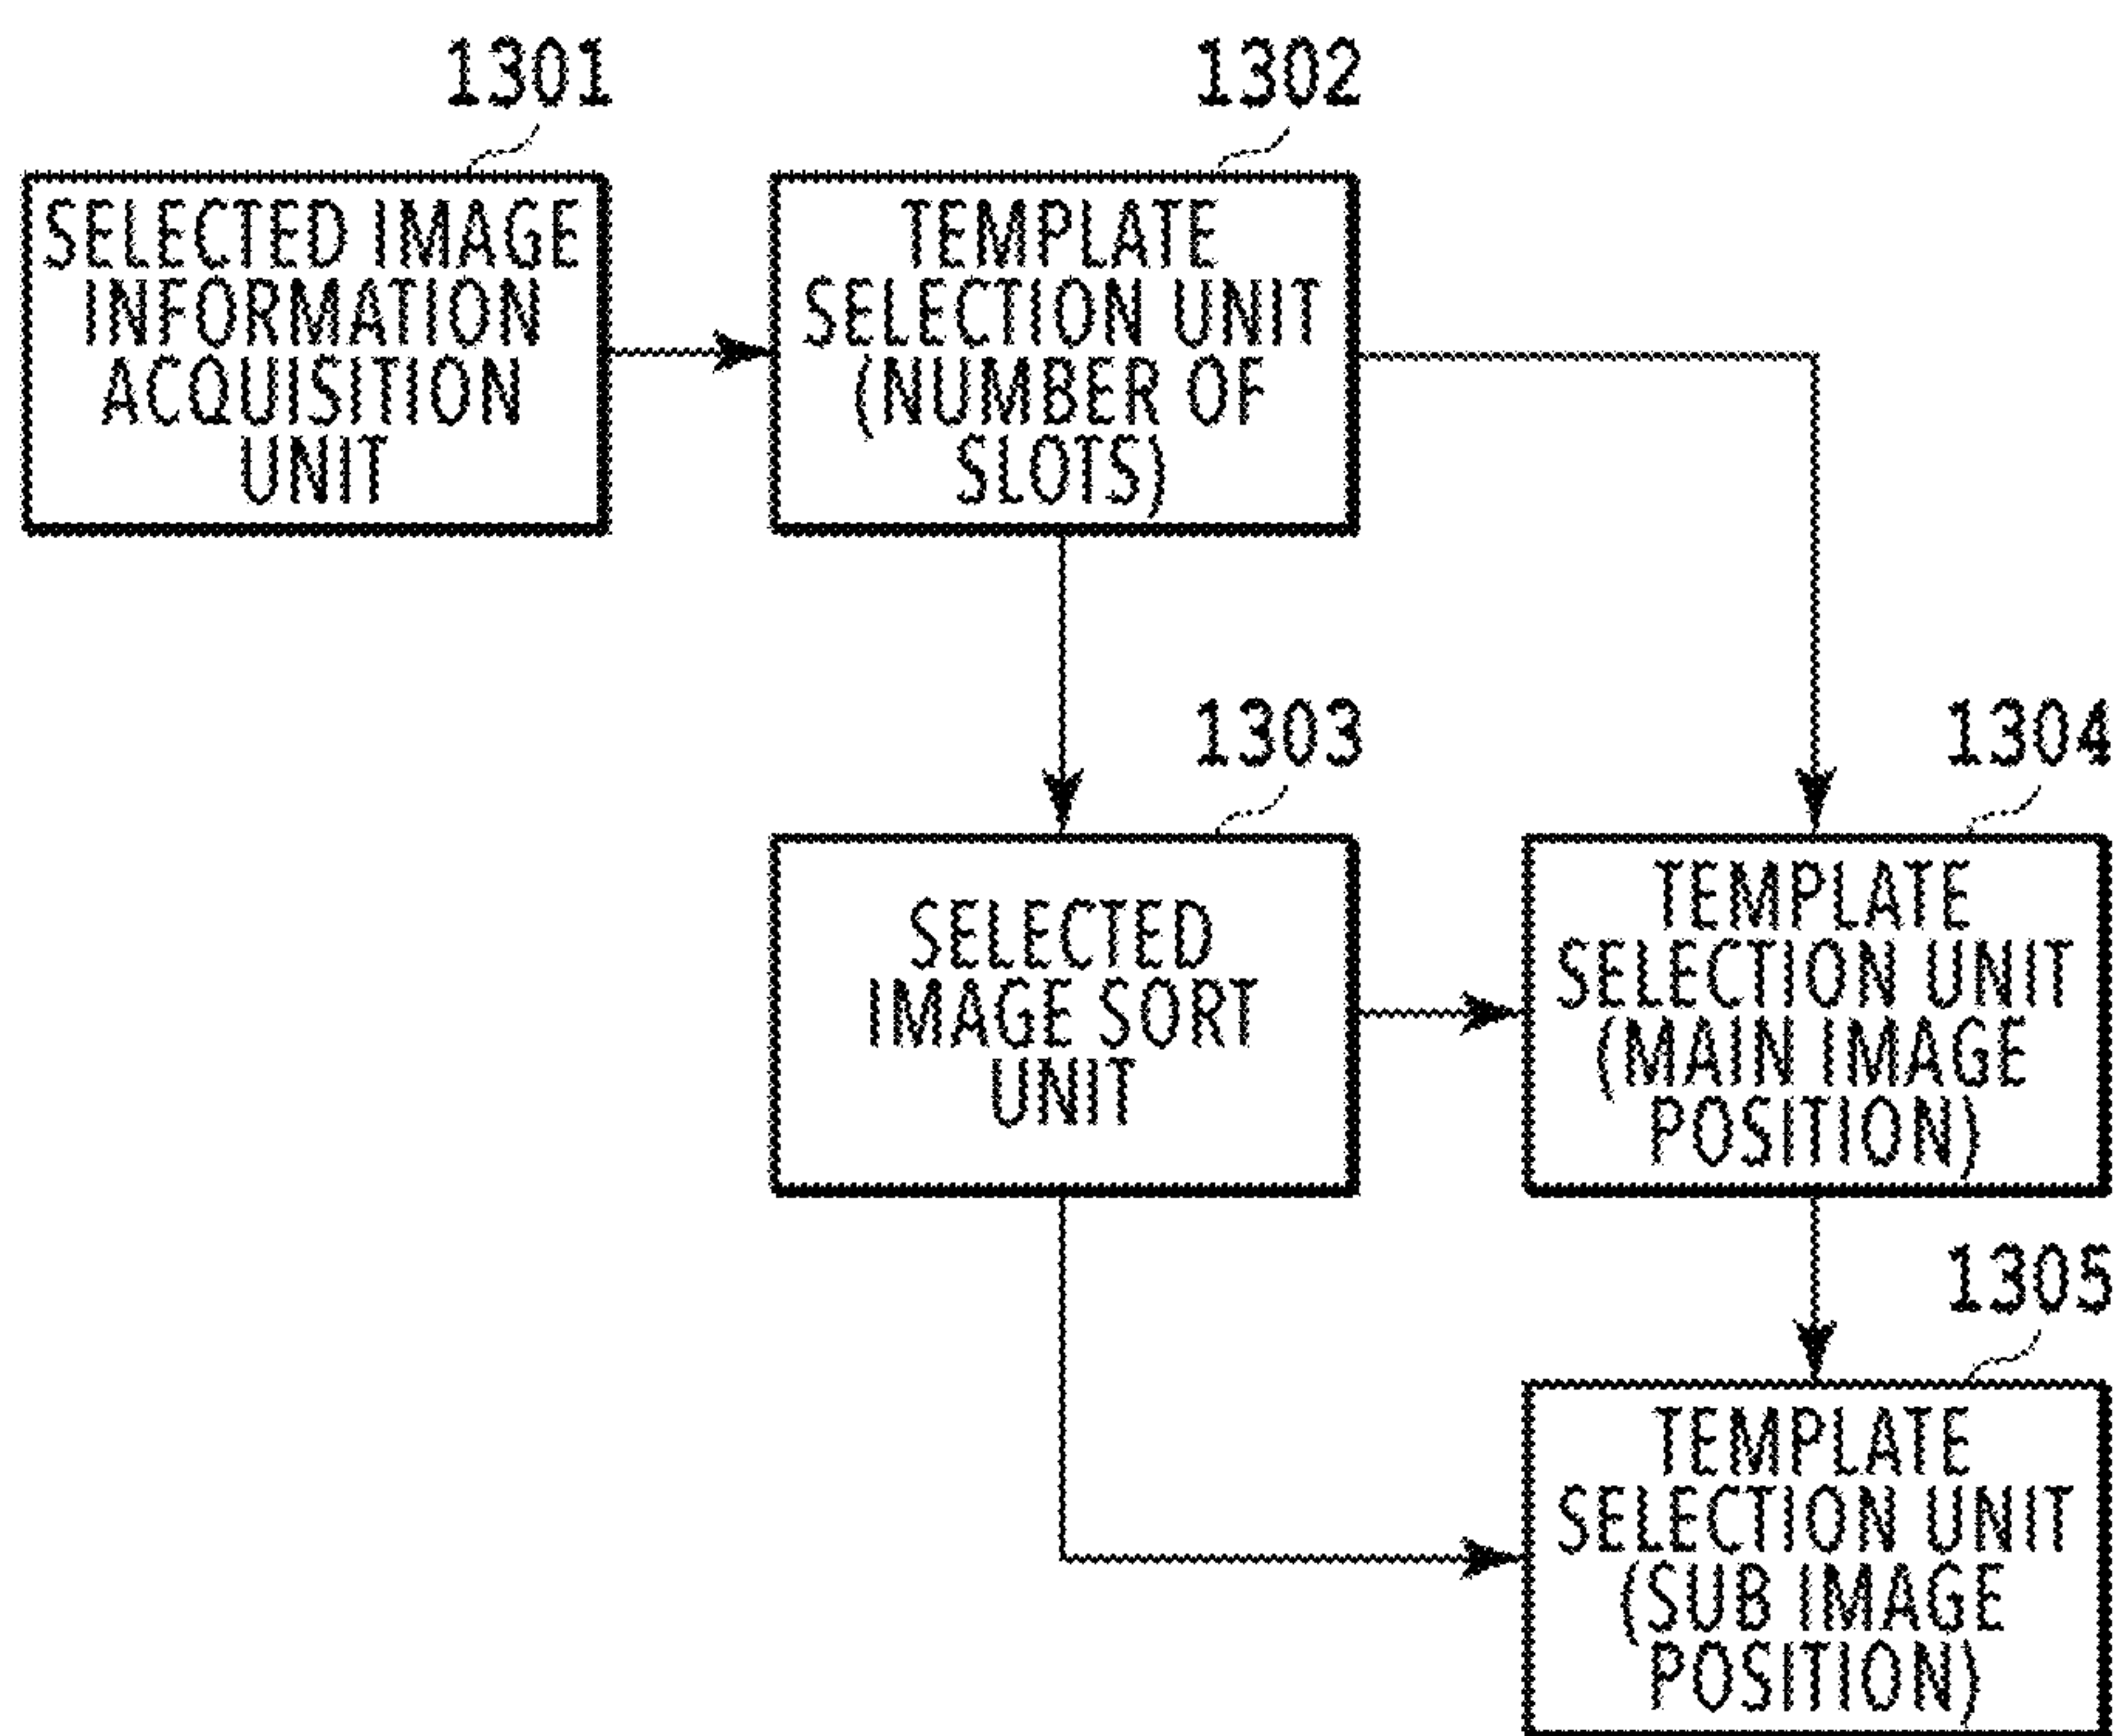 1301
SELECTED IMAGE
INFORMATION
ACQUISITION
UNIT
1302
TEMPLATE
SELECTION UNIT
(NUMBER OF
SLOTS)
1303
SELECTED
IMAGE SORT
UNIT
1304
TEMPLATE
SELECTION UNIT
(MAIN IMAGE
POSITION)
1305
TEMPLATE
SELECTION UNIT
(SUB IMAGE
POSITION)